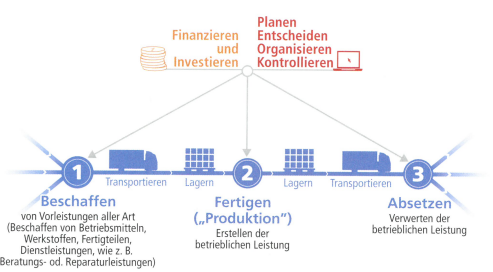 Finanzieren
und
Investieren
Planen
Entscheiden
Organisieren
Kontrollieren
1
Transportieren
Lagern
2
Lagern
Transportieren
3
Beschaffen
von Vorleistungen aller Art
(Beschaffen von Betriebsmitteln,
Werkstoffen, Fertigteilen,
Dienstleistungen, wie z. B.
Beratungs- od. Reparaturleistungen)
Fertigen
(„Produktion")
Erstellen der
betrieblichen Leistung
Absetzen
Verwerten der
betrieblichen Leistung